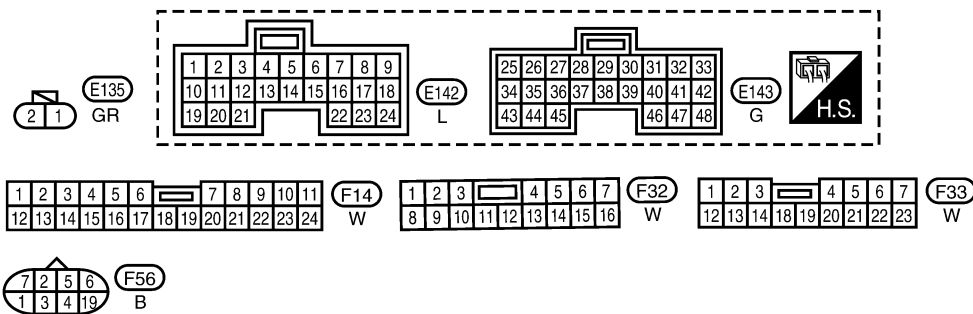 1 2 3 4 5 6 7 8 9
10 11 12 13 14 15 16 17 18
19 20 21 22 23 24
E142
L
25 26 27 28 29 30 31 32 33
34 35 36 37 38 39 40 41 42
43 44 45 46 47 48
E143
G
H.S.
2 1
E135
GR
1 2 3 4 5 6 7 8 9 10 11
12 13 14 15 16 17 18 19 20 21 22 23 24
F14
W
1 2 3 4 5 6 7
8 9 10 11 12 13 14 15 16
F32
W
1 2 3 4 5 6 7
12 13 14 18 19 20 21 22 23
F33
W
7 2 5 6
1 3 4 19
F56
B